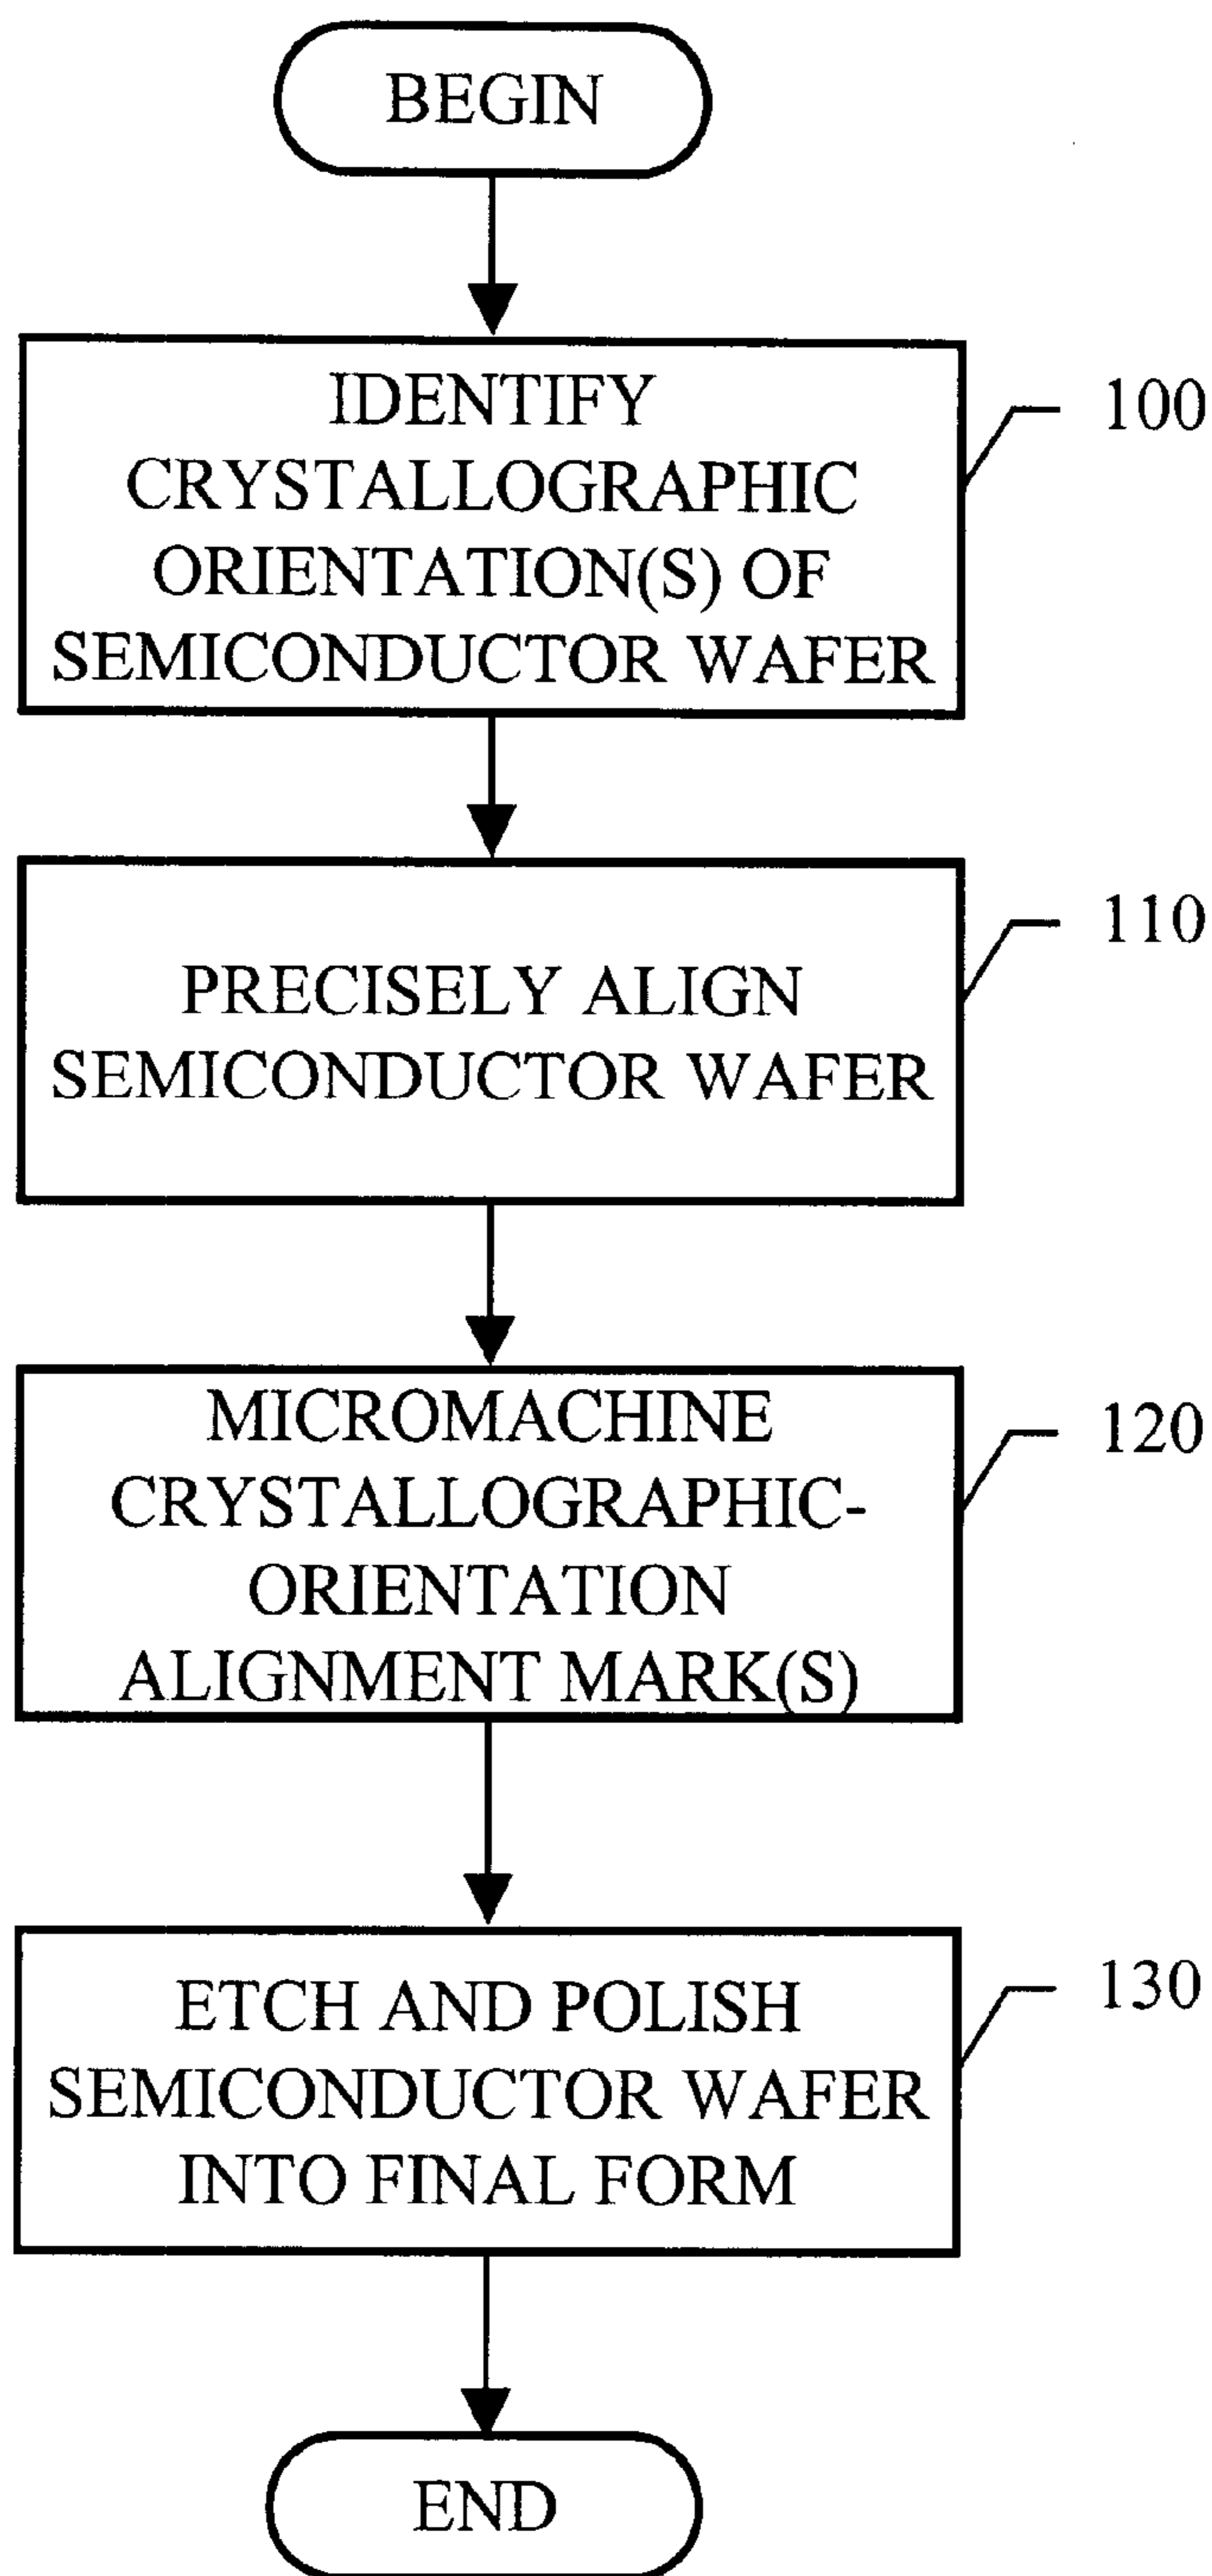 BEGIN
IDENTIFY
CRYSTALLOGRAPHIC
ORIENTATION(S) OF
SEMICONDUCTOR WAFER
100
PRECISELY ALIGN
SEMICONDUCTOR WAFER
110
MICROMACHINE
CRYSTALLOGRAPHIC-
ORIENTATION
ALIGNMENT MARK(S)
120
ETCH AND POLISH
SEMICONDUCTOR WAFER
INTO FINAL FORM
130
END